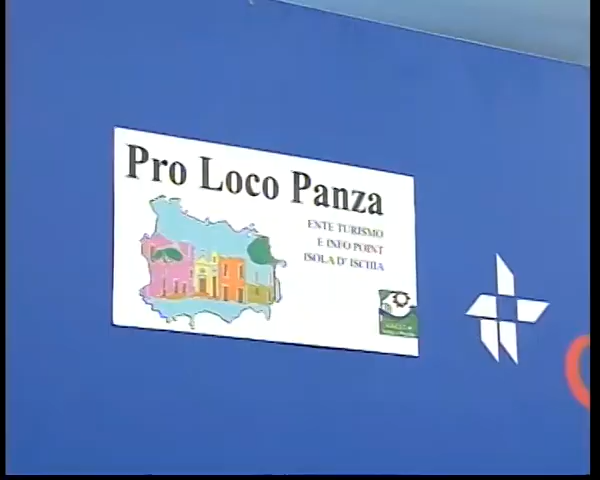 Pro Loco Panza
ENTE TURISMO
E INFO POINT
ISOLA D' ISCHIA